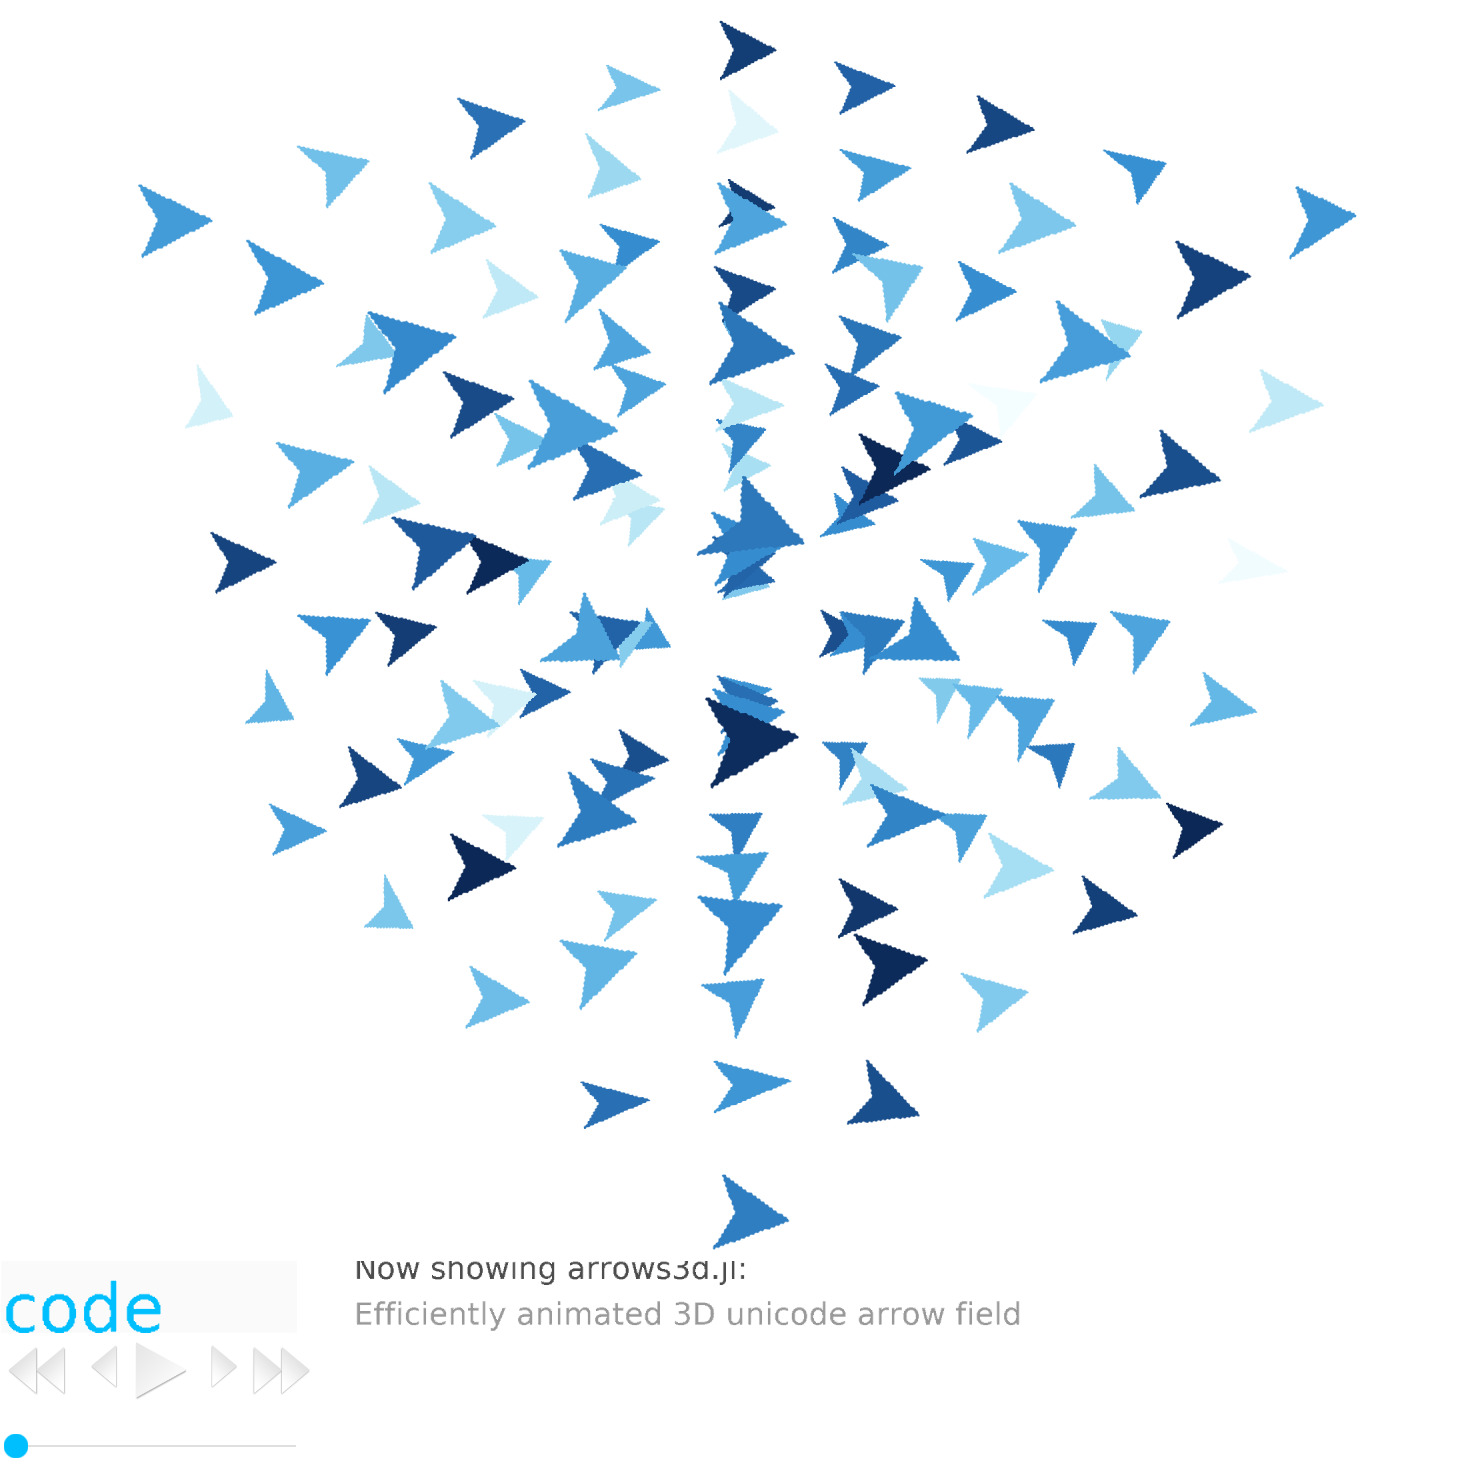 Now showing arrows3d.jl:
code
Efficiently animated 3D unicode arrow field